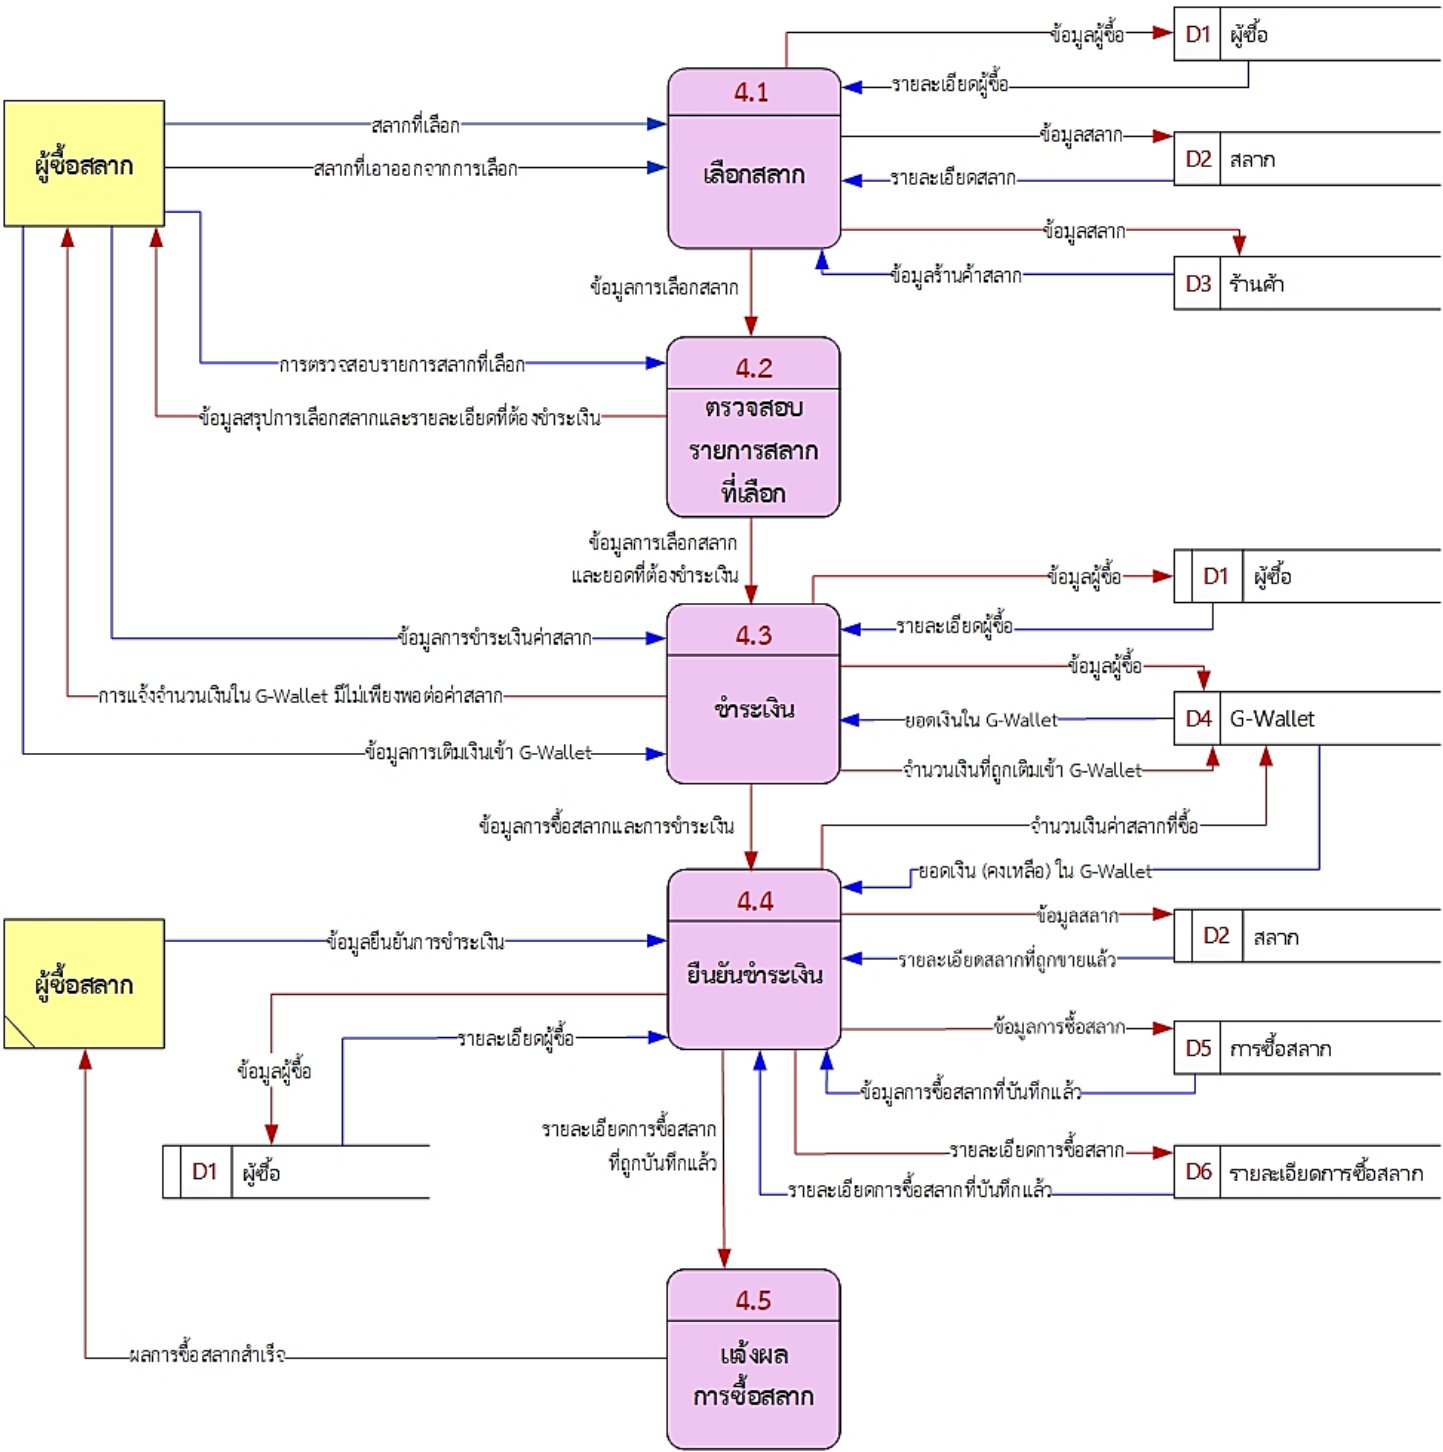 ข้อมูลผู้ซื้อ
D1 ผู้ซื้อ
4.1
รายละเอียดผู้ซื้อ
สลากที่เลือก
ข้อมูลสลาก
ผู้ซื้อสลาก
สลากที่เอาออกจากการเลือก
เลือกสลาก
D2 สลาก
รายละเอียดสลาก
ข้อมูลสลาก
ข้อมูลร้านค้าสลาก
D3 ร้านค้า
ข้อมูลการเลือกสลาก
การตรวจสอบรายการสลากที่เลือก
4.2
ข้อมูลสรุปการเลือกสลากและรายละเอียดที่ต้องชำระเงิน
ตรวจสอบ
รายการสลาก
ที่เลือก
ข้อมูลการเลือกสลาก
และยอดที่ต้องชำระเงิน
ข้อมูลผู้ซื้อ
D1 ผู้ซื้อ
รายละเอียดผู้ซื้อ
ข้อมูลการชำระเงินค่าสลาก
4.3
ข้อมูลผู้ซื้อ
การแจ้งจำนวนเงินใน G-Wallet มีไม่เพียงพอต่อค่าสลาก
ชำระเงิน
ยอดเงินใน G-Wallet
D4 G-Wallet
ข้อมูลการเติมเงินเข้า G-Wallet
จำนวนเงินที่ถูกเติมเข้า G-Wallet
ข้อมูลการซื้อสลากและการชำระเงิน
จำนวนเงินค่าสลากที่ซื้อ
ยอดเงิน (คงเหลือ) ใน G-Wallet
4.4
ข้อมูลสลาก
ข้อมูลยืนยันการชำระเงิน
D2 สลาก
รายละเอียดสลากที่ถูกขายแล้ว
ผู้ซื้อสลาก
ยืนยันชำระเงิน
ข้อมูลการซื้อสลาก
รายละเอียดผู้ซื้อ
D5 การซื้อสลาก
ข้อมูลผู้ซื้อ
ข้อมูลการซื้อสลากที่บันทึกแล้ว
รายละเอียดการซื้อสลาก
ที่ถูกบันทึกแล้ว
รายละเอียดการซื้อสลาก
D1 ผู้ซื้อ
D6 รายละเอียดการซื้อสลาก
รายละเอียดการซื้อสลากที่บันทึกแล้ว
4.5
ผลการซื้อสลากสำเร็จ
แจ้งผล
การซื้อสลาก